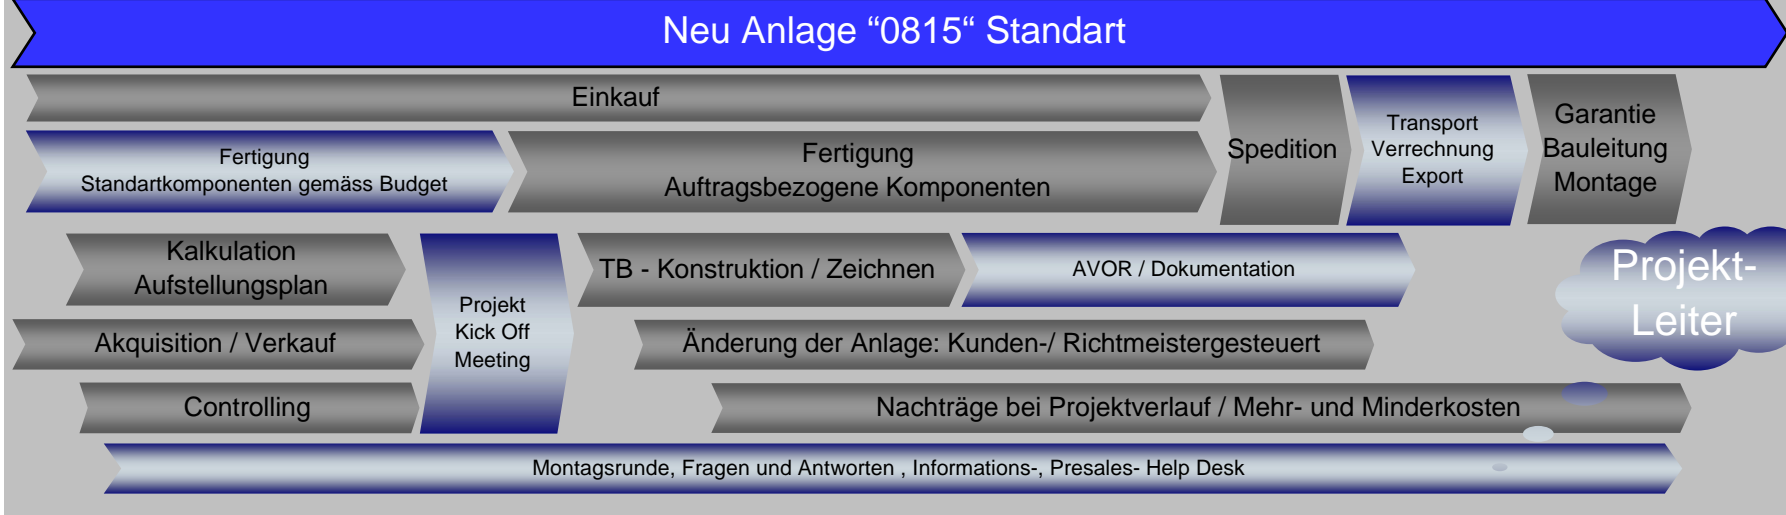 Neu Anlage “0815“ Standart
Einkauf
Fertigung
Standartkomponenten gemäss Budget
Fertigung
Auftragsbezogene Komponenten
Spedition
Transport
Verrechnung
Export
Garantie
Bauleitung
Montage
Kalkulation
Aufstellungsplan
Akquisition / Verkauf
Controlling
Projekt
Kick Off
Meeting
TB - Konstruktion / Zeichnen
AVOR / Dokumentation
Änderung der Anlage: Kunden-/ Richtmeistergesteuert
Nachträge bei Projektverlauf / Mehr- und Minderkosten
Projekt-
Leiter
Montagsrunde, Fragen und Antworten , Informations-, Presales- Help Desk